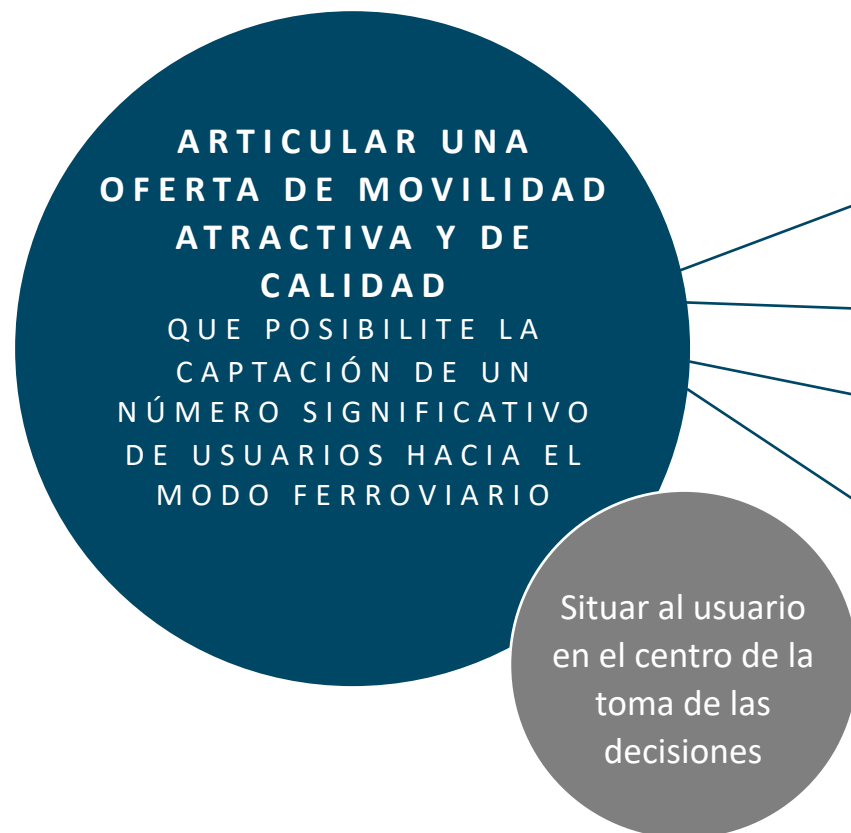 ARTICULAR UNA
OFERTA DE MOVILIDAD
ATRACTIVA Y DE
CALIDAD
QUE POSIBILITE LA
CAPTACIÓN DE UN
NÚMERO SIGNIFICATIVO
DE USUARIOS HACIA EL
MODO FERROVIARIO
Situar al usuario
en el centro de la
toma de las
decisiones